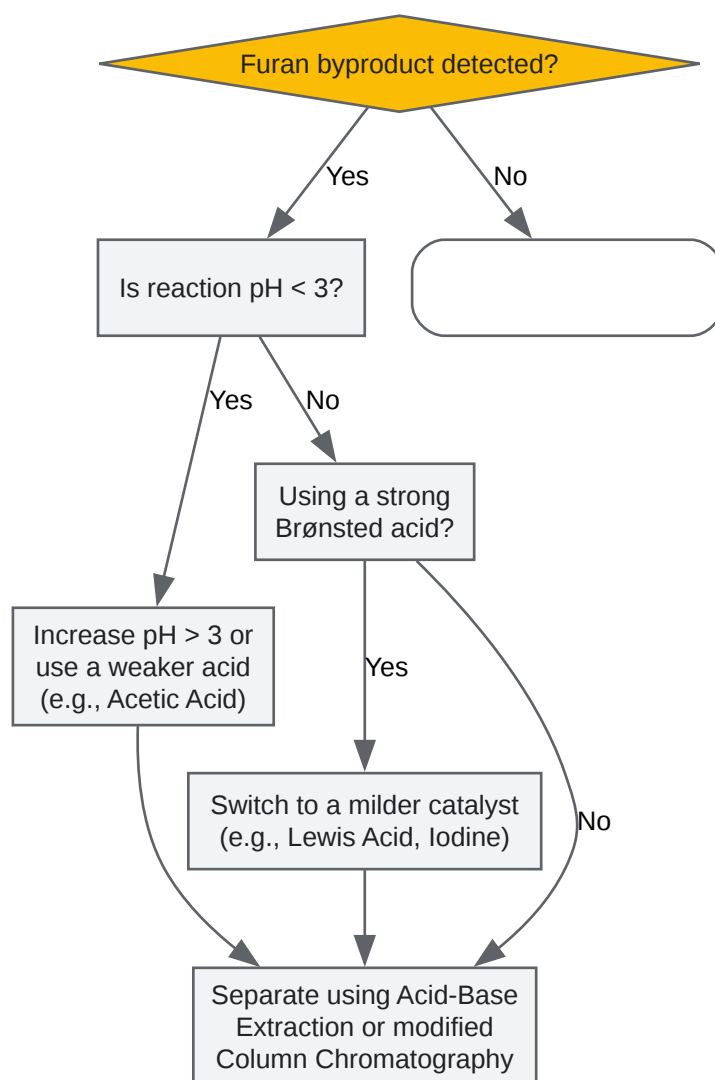 Furan byproduct detected?
Yes
No
Is reaction pH < 3?
Yes
No
Using a strong
Brønsted acid?
Increase pH > 3 or
use a weaker acid
(e.g., Acetic Acid)
Yes
Switch to a milder catalyst
(e.g., Lewis Acid, Iodine)
No
Separate using Acid-Base
Extraction or modified
Column Chromatography